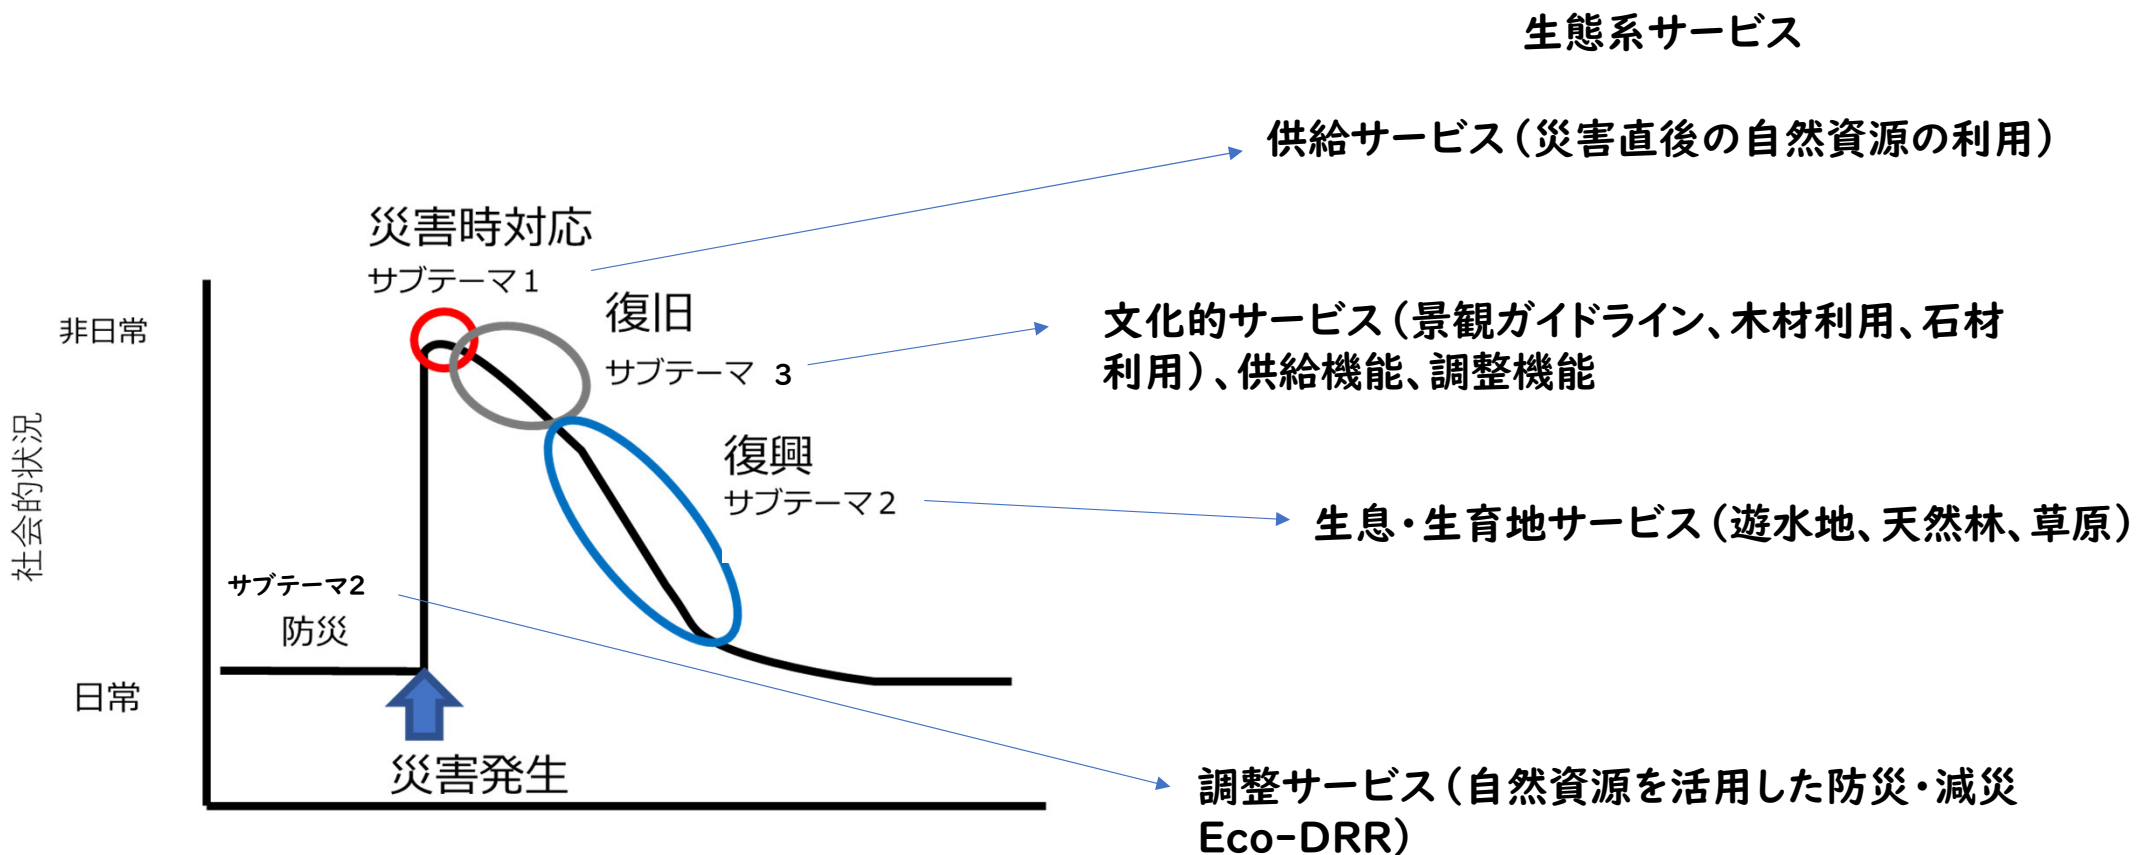 生態系サービス
供給サービス（災害直後の自然資源の利用）
災害時対応
サブテーマ１
復旧
サブテーマ 3
文化的サービス（景観ガイドライン、木材利用、石材
利用）、供給機能、調整機能
非日常
社会的状況
復興
サブテーマ２
生息・生育地サービス（遊水地、天然林、草原）
サブテーマ2
防災
日常
災害発生
調整サービス（自然資源を活用した防災・減災
Eco-DRR）